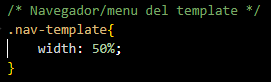 /* Navegador/menu del template */
.nav-template{
    width: 50%;
}